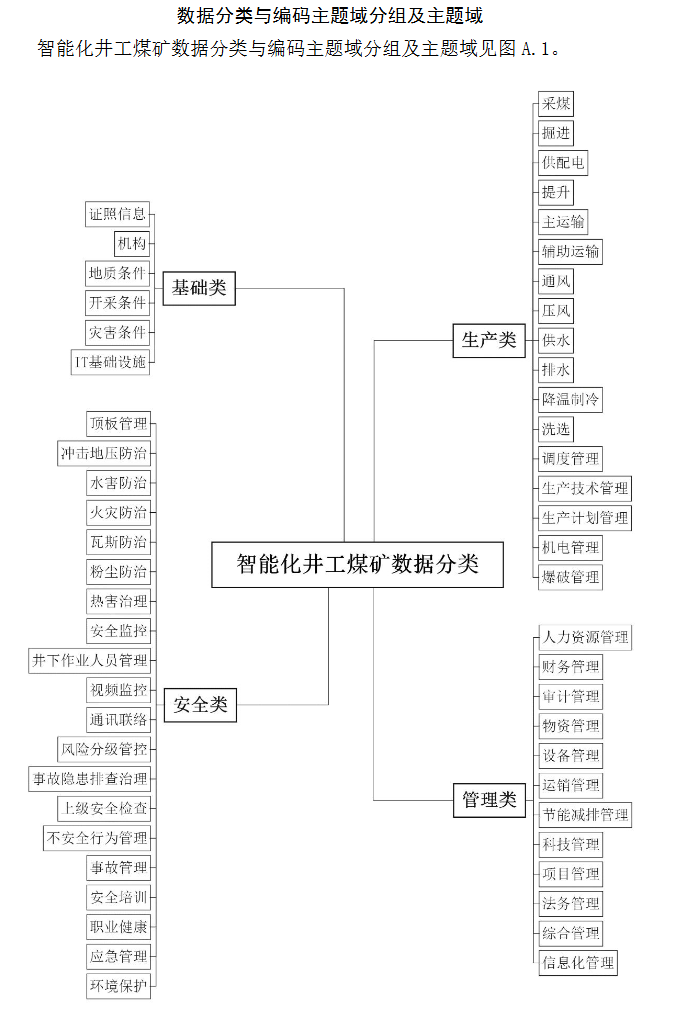 数据分类与编码主题域分组及主题域
智能化井工煤矿数据分类与编码主题域分组及主题域见图 A.1。
智能化井工煤矿数据分类
基础类
证照信息
机构
地质条件
开采条件
灾害条件
IT基础设施
生产类
采煤
掘进
供配电
提升
主运输
辅助运输
通风
压风
供水
排水
降温制冷
洗选
调度管理
生产技术管理
生产计划管理
机电管理
爆破管理
安全类
顶板管理
冲击地压防治
水害防治
火灾防治
瓦斯防治
粉尘防治
热害治理
安全监控
井下作业人员管理
视频监控
通讯联络
风险分级管控
事故隐患排查治理
上级安全检查
不安全行为管理
事故管理
安全培训
职业健康
应急管理
环境保护
管理类
人力资源管理
财务管理
审计管理
物资管理
设备管理
运销管理
节能减排管理
科技管理
项目管理
法务管理
综合管理
信息化管理